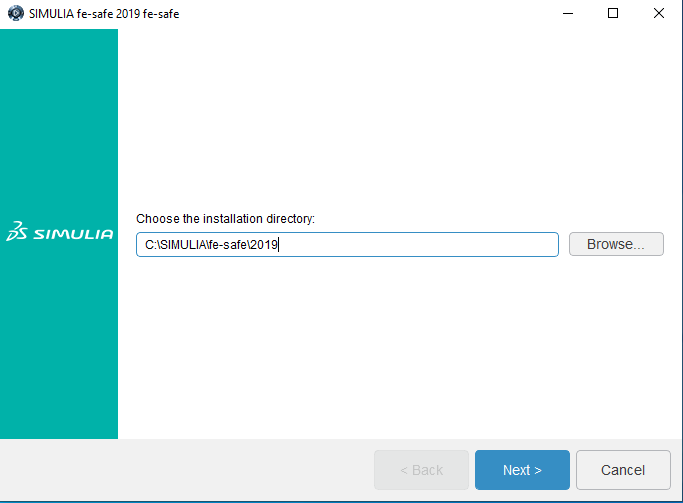 SIMULIA fe-safe 2019 fe-safe
Choose the installation directory:
SIMULIA
C:\SIMULIA\fe-safe\2019
Browse...
< Back
Next >
Cancel